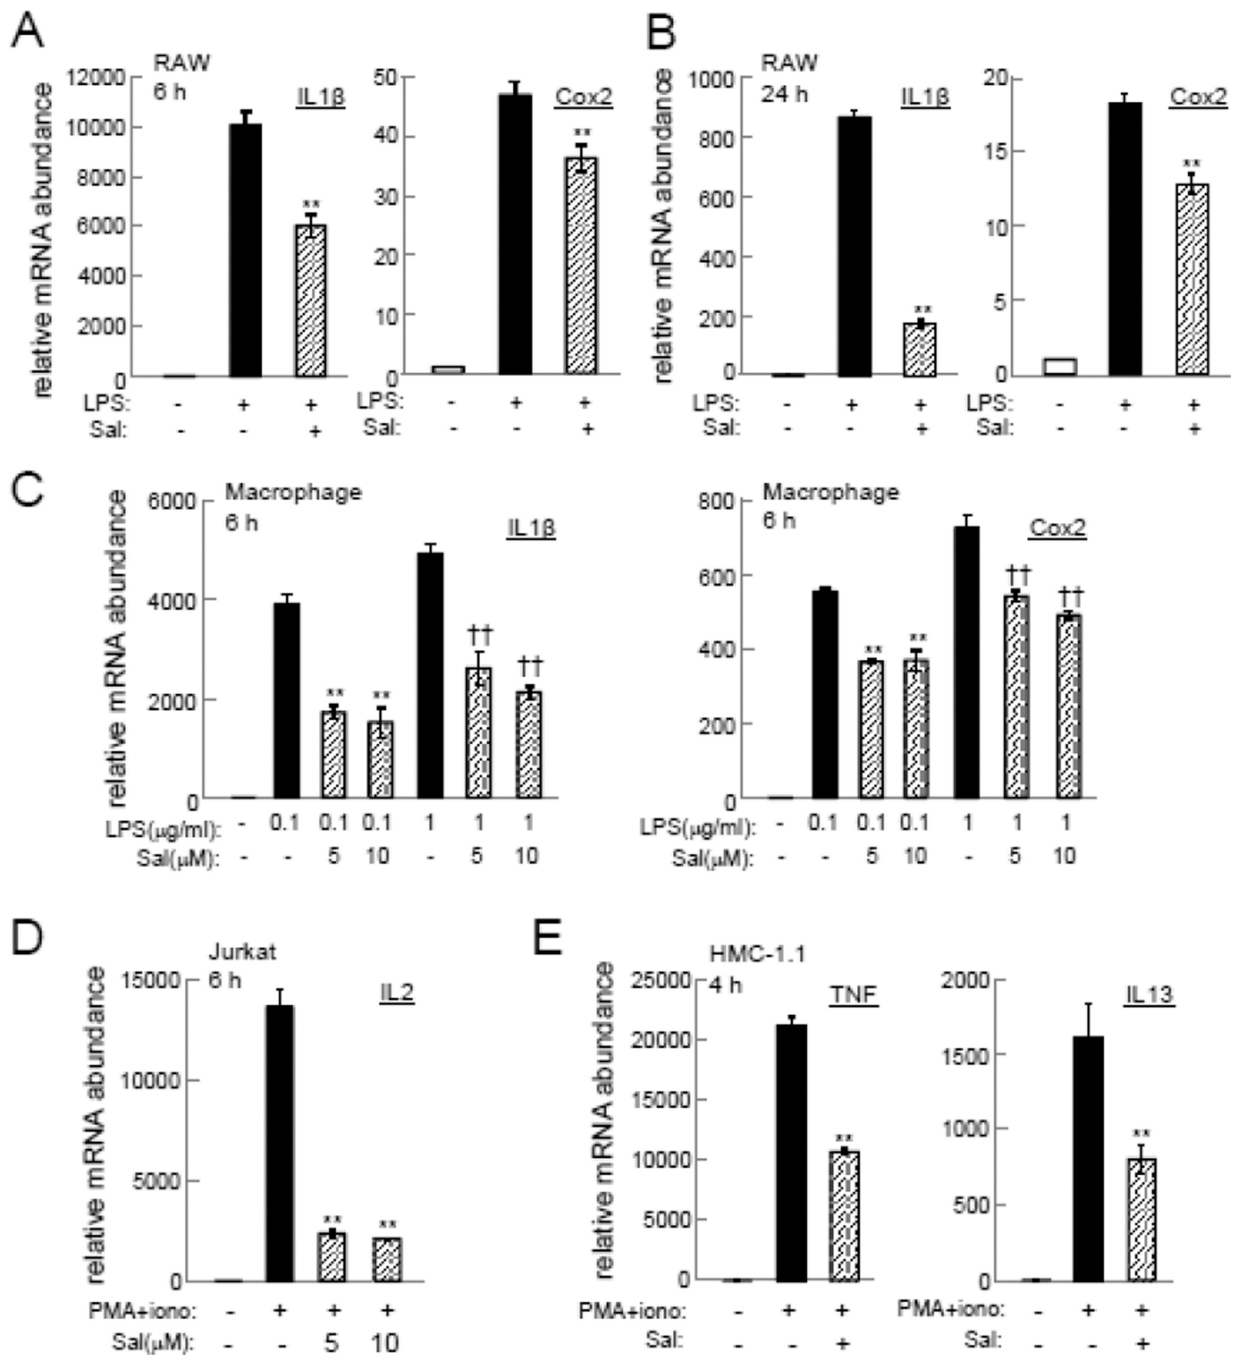 A
RAW
6 h
IL1β
relative mRNA abundance
12000
10000
8000
6000
4000
2000
0
**
LPS: - + +
Sal: - - +
Cox2
50
40
30
20
10
0
**
LPS: - + +
Sal: - - +
B
RAW
24 h
IL1β
relative mRNA abundance
1000
800
600
400
200
0
**
LPS: - + +
Sal: - - +
Cox2
20
15
10
5
0
**
LPS: - + +
Sal: - - +
C
Macrophage
6 h
IL1β
relative mRNA abundance
6000
4000
2000
0
** ** †† ††
LPS(μg/ml): - 0.1 0.1 0.1 1 1 1
Sal(μM): - - 5 10 - 5 10
Macrophage
6 h
Cox2
800
600
400
200
0
** ** †† ††
LPS(μg/ml): - 0.1 0.1 0.1 1 1 1
Sal(μM): - - 5 10 - 5 10
D
Jurkat
6 h
IL2
relative mRNA abundance
15000
10000
5000
0
** **
PMA+iono: - + + +
Sal(μM): - - 5 10
E
HMC-1.1
4 h
TNF
relative mRNA abundance
25000
20000
15000
10000
5000
0
**
PMA+iono: - + +
Sal: - - +
IL13
2000
1500
1000
500
0
**
PMA+iono: - + +
Sal: - - +